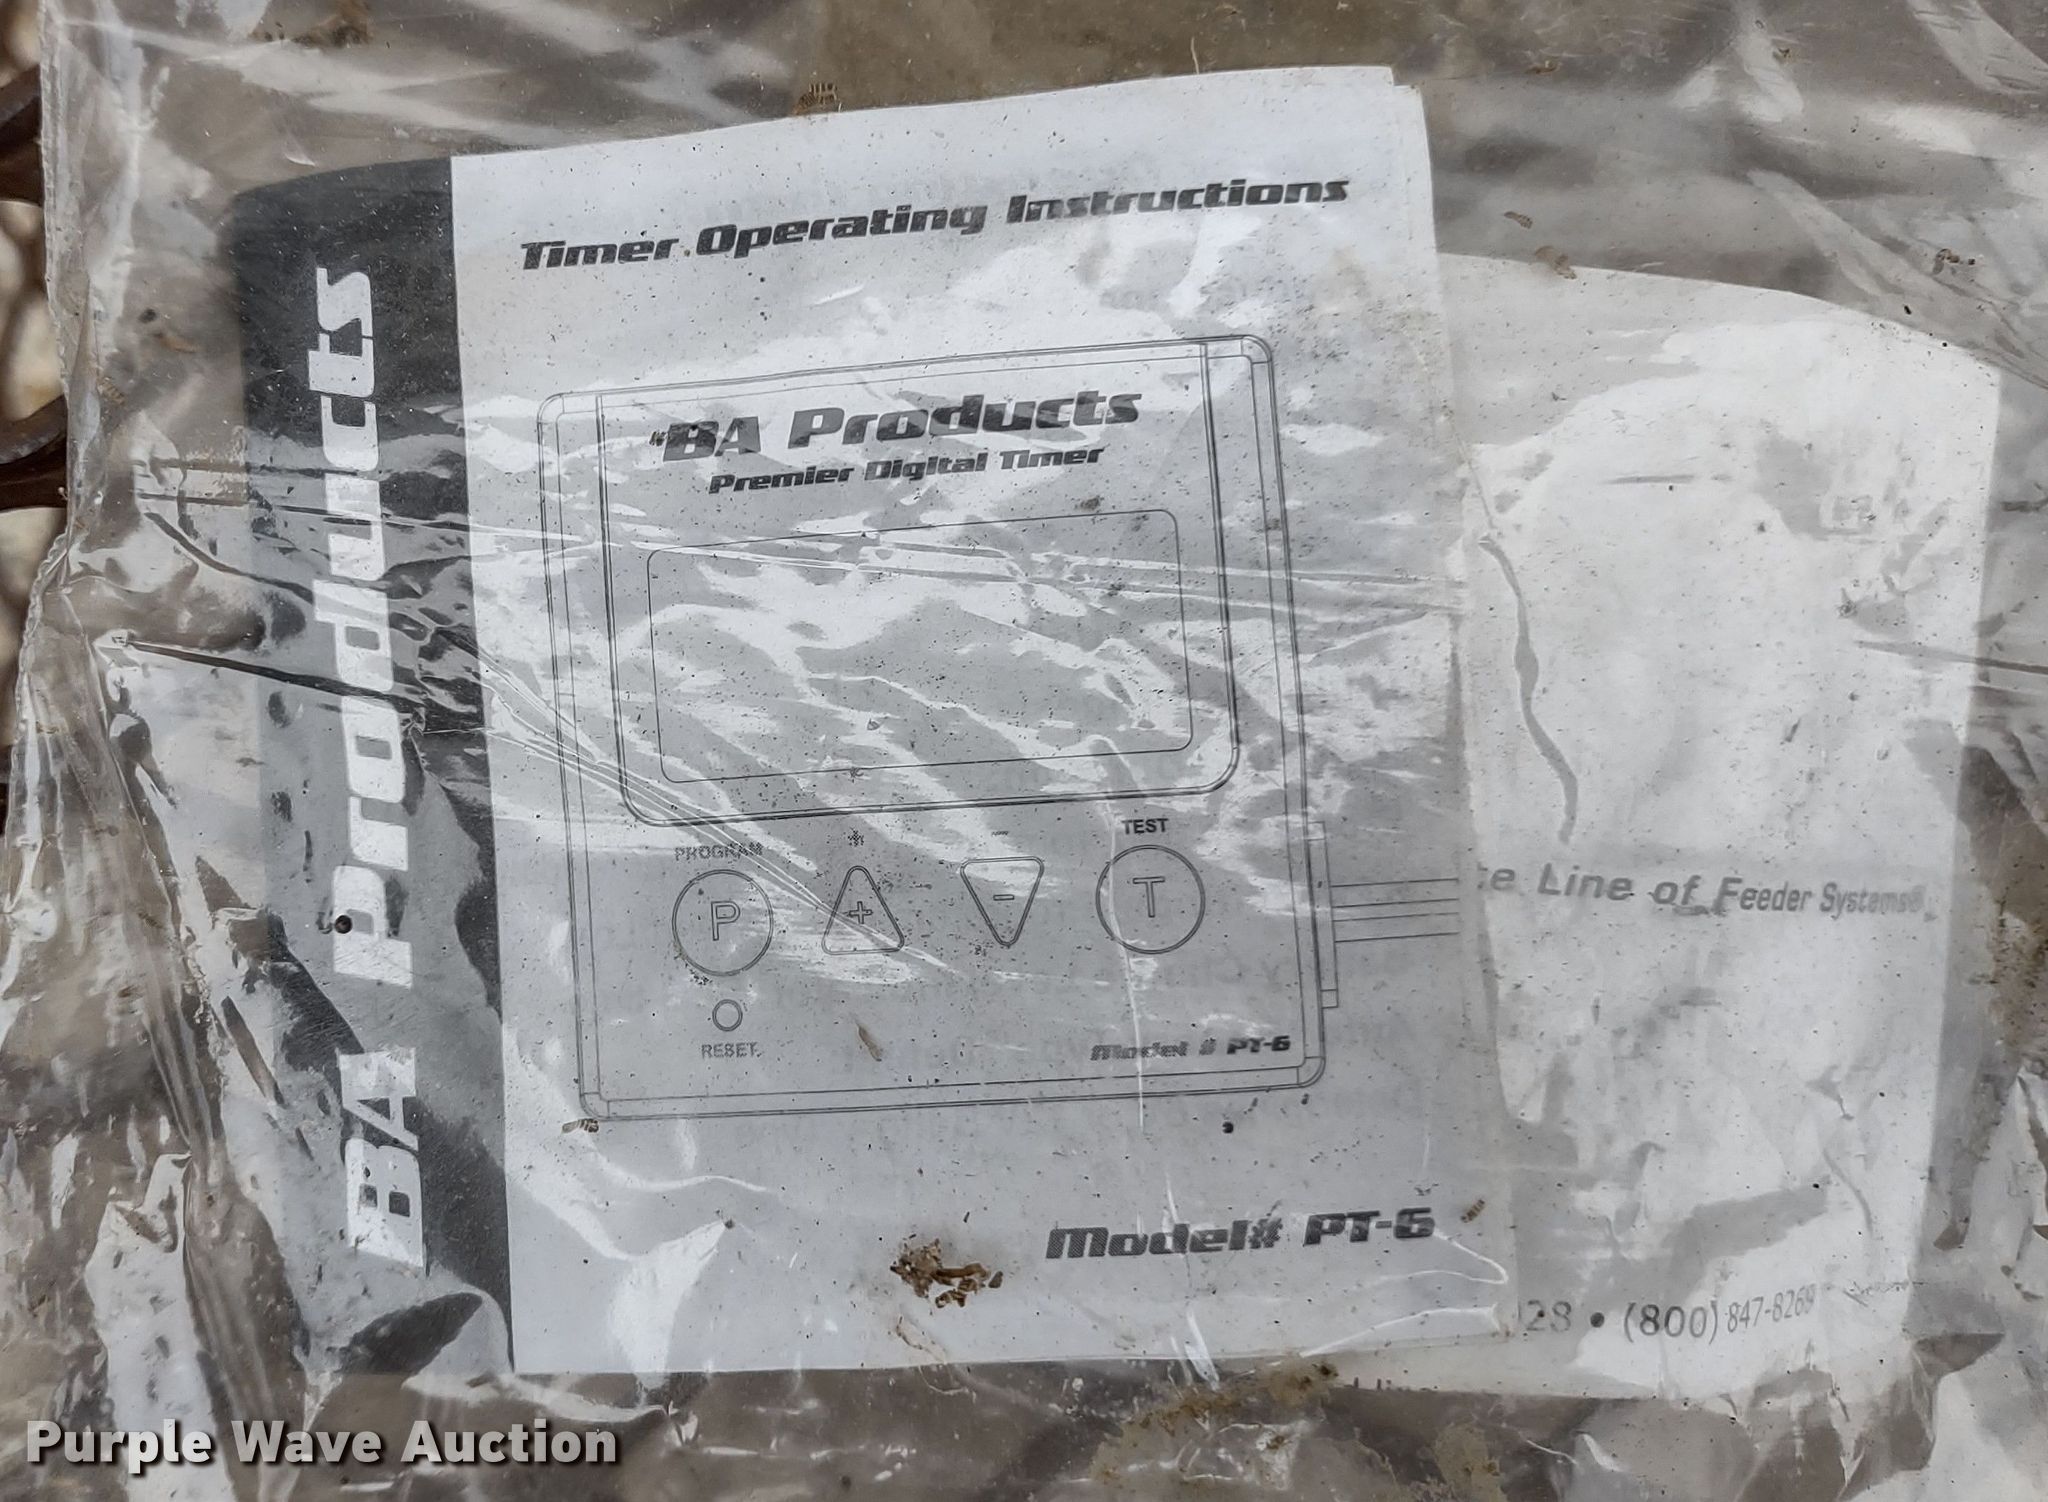 BA Products
Timer Operating Instructions
BA Products
Premier Digital Timer
PROGRAM
+
-
TEST
P
+
-
T
RESET
Model # PT-6
Model# PT-6
Line of Feeder Systems®
28 • (800) 847-8269
Purple Wave Auction